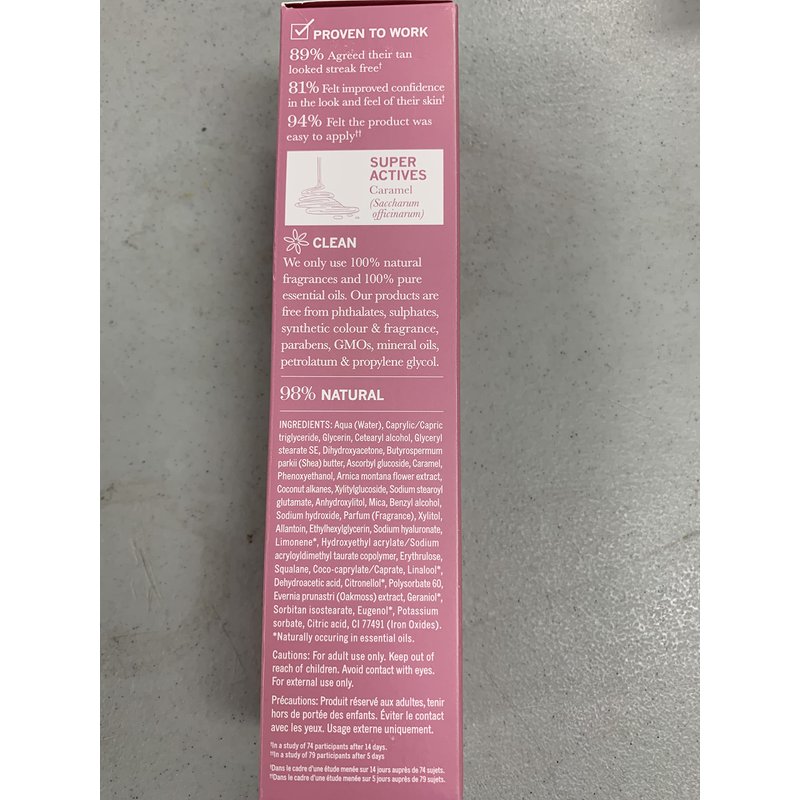 PROVEN TO WORK
89% Agreed their tan
looked streak free†
81% Felt improved confidence
in the look and feel of their skin†
94% Felt the product was
easy to apply††
SUPER
ACTIVES
Caramel
(Saccharum
officinarum)
CLEAN
We only use 100% natural
fragrances and 100% pure
essential oils. Our products are
free from phthalates, sulphates,
synthetic colour & fragrance,
parabens, GMOs, mineral oils,
petrolatum & propylene glycol.
98% NATURAL
INGREDIENTS: Aqua (Water), Caprylic/Capric
triglyceride, Glycerin, Cetearyl alcohol, Glyceryl
stearate SE, Dihydroxyacetone, Butyrospermum
parkii (Shea) butter, Ascorbyl glucoside, Caramel,
Phenoxyethanol, Arnica montana flower extract,
Coconut alkanes, Xylitylglucoside, Sodium stearoyl
glutamate, Anhydroxylitol, Mica, Benzyl alcohol,
Sodium hydroxide, Parfum (Fragrance), Xylitol,
Allantoin, Ethylhexylglycerin, Sodium hyaluronate,
Limonene*, Hydroxyethyl acrylate/Sodium
acryloyldimethyl taurate copolymer, Erythrulose,
Squalane, Coco-caprylate/Caprate, Linalool*,
Dehydroacetic acid, Citronellol*, Polysorbate 60,
Evernia prunastri (Oakmoss) extract, Geraniol*,
Sorbitan isostearate, Eugenol*, Potassium
sorbate, Citric acid, CI 77491 (Iron Oxides).
*Naturally occuring in essential oils.
Cautions: For adult use only. Keep out of
reach of children. Avoid contact with eyes.
For external use only.
Précautions: Produit réservé aux adultes, tenir
hors de portée des enfants. Éviter le contact
avec les yeux. Usage externe uniquement.
†In a study of 74 participants after 14 days.
††In a study of 79 participants after 5 days
†Dans le cadre d'une étude menée sur 14 jours auprès de 74 sujets.
††Dans le cadre d'une étude menée sur 5 jours auprès de 79 sujets.